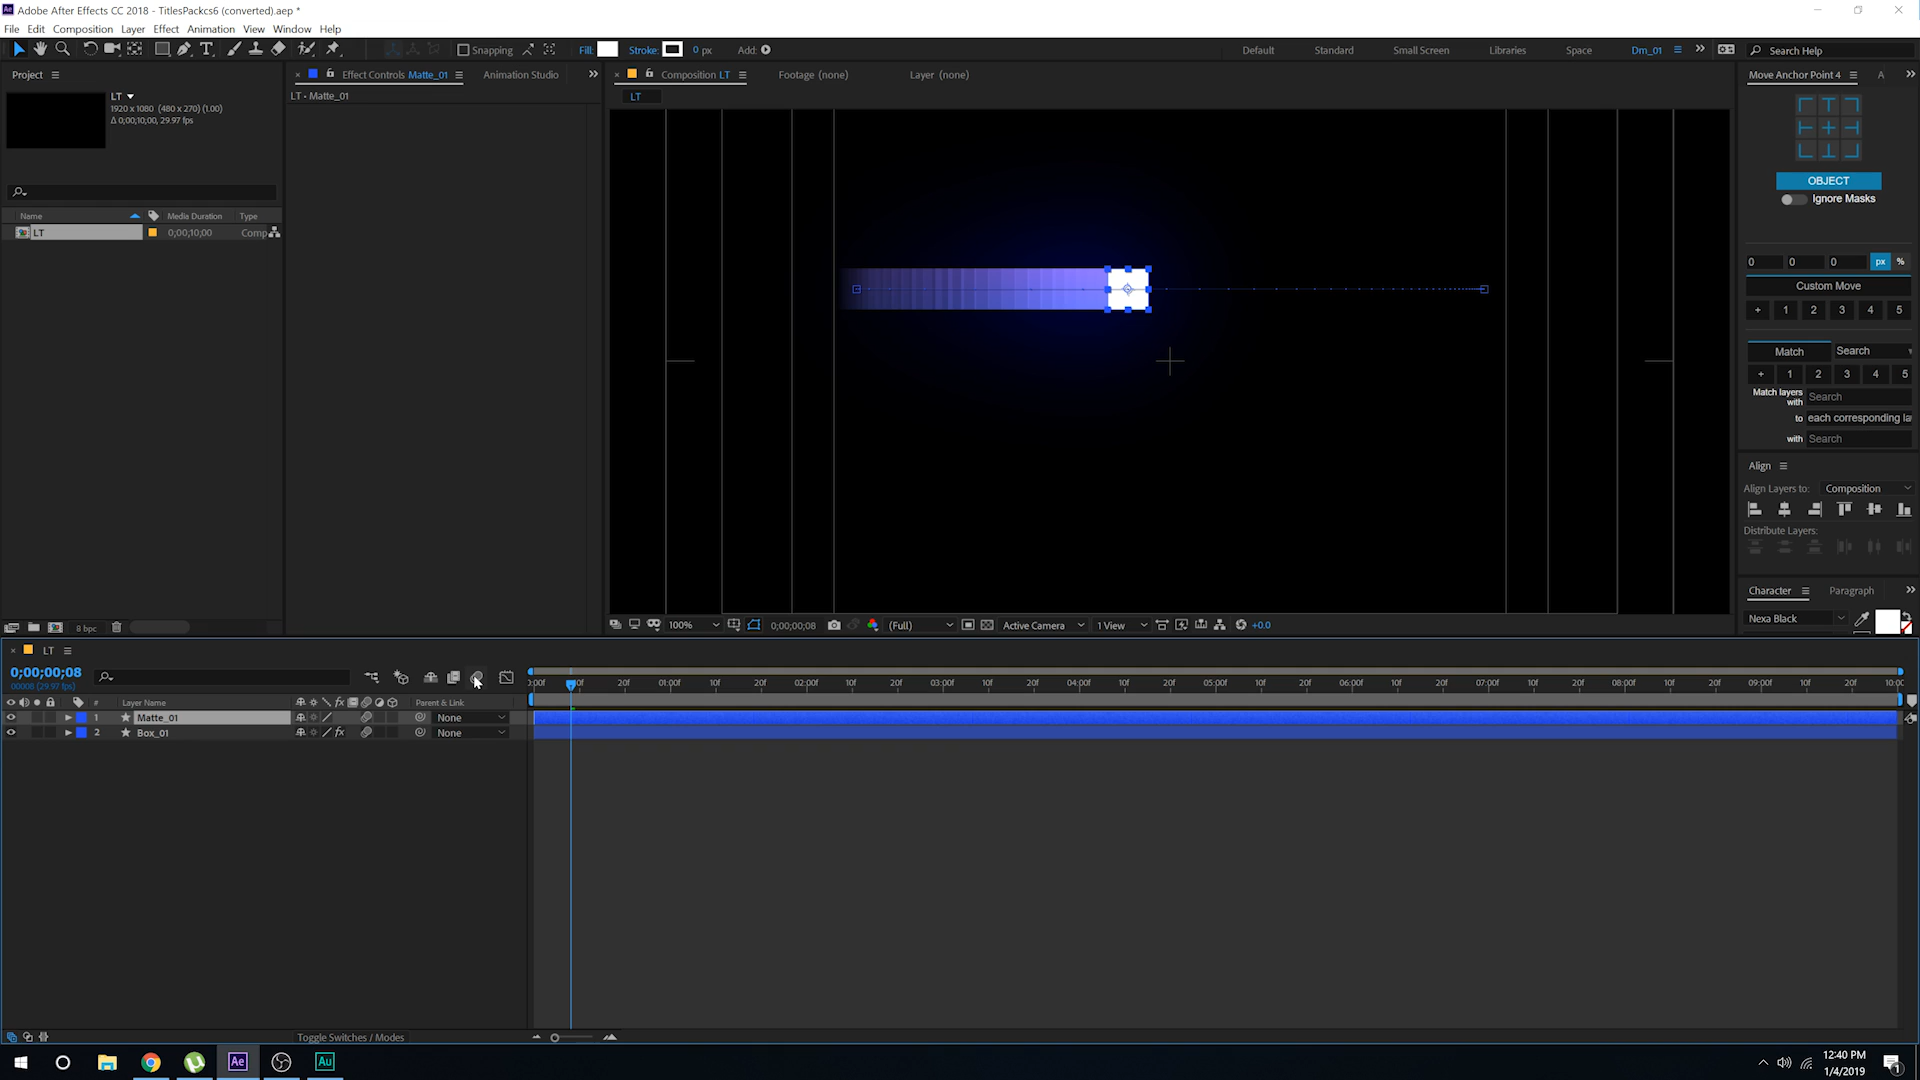 Adobe After Effects CC 2018 - TitlesPackcs6 (converted).aep *
File Edit Composition Layer Effect Animation View Window Help
Snapping Fill: Stroke: 0 px Add: Default Standard Small Screen Libraries Space Dm_01 Search Help
Project Effect Controls Matte_01 Animation Studio Composition LT Footage (none) Layer (none) Move Anchor Point 4 A
LT
1920 x 1080 (480 x 270) (1.00)
Δ 0;00;10;00, 29.97 fps
LT - Matte_01
LT
OBJECT
Ignore Masks
Name Media Duration Type
LT 0;00;10;00 Comp
0 0 0 px %
Custom Move
+ 1 2 3 4 5
Match Search
+ 1 2 3 4 5
Match layers with Search
to each corresponding la
with Search
Align
Align Layers to: Composition
Distribute Layers:
Character Paragraph
Nexa Black
8 bpc 100% 0;00;00;08 (Full) Active Camera 1 View +0.0
LT
0;00;00;08
00008 (29.97 fps)
:00f 20f 01:00f 10f 20f 02:00f 10f 20f 03:00f 10f 20f 04:00f 10f 20f 05:00f 10f 20f 06:00f 10f 20f 07:00f 10f 20f 08:00f 10f 20f 09:00f 10f 20f 10:00
# Layer Name Parent & Link
1 Matte_01 None
2 Box_01 None
Toggle Switches / Modes
Ae Au
12:40 PM
1/4/2019
1